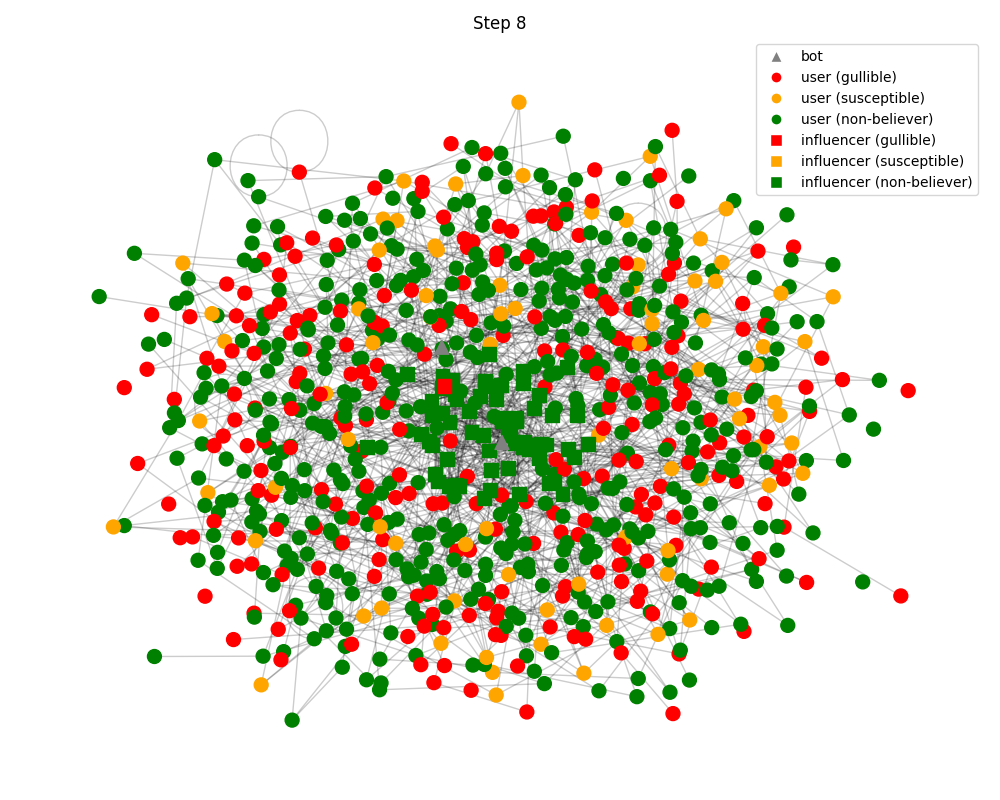 Step 8
bot
user (gullible)
user (susceptible)
user (non-believer)
influencer (gullible)
influencer (susceptible)
influencer (non-believer)